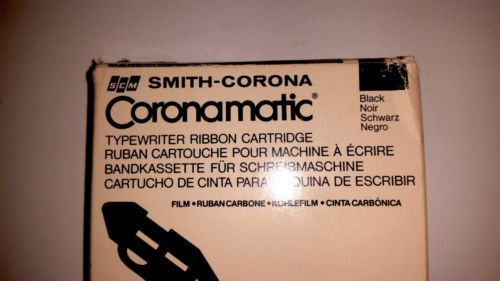 SCM SMITH-CORONA
Coronamatic®
Black
Noir
Schwarz
Negro
TYPEWRITER RIBBON CARTRIDGE
RUBAN CARTOUCHE POUR MACHINE À ÉCRIRE
BANDKASSETTE FÜR SCHREIBMASCHINE
CARTUCHO DE CINTA PARA MÁQUINA DE ESCRIBIR
FILM • RUBAN CARBONE • KOHLEFILM • CINTA CARBÓNICA